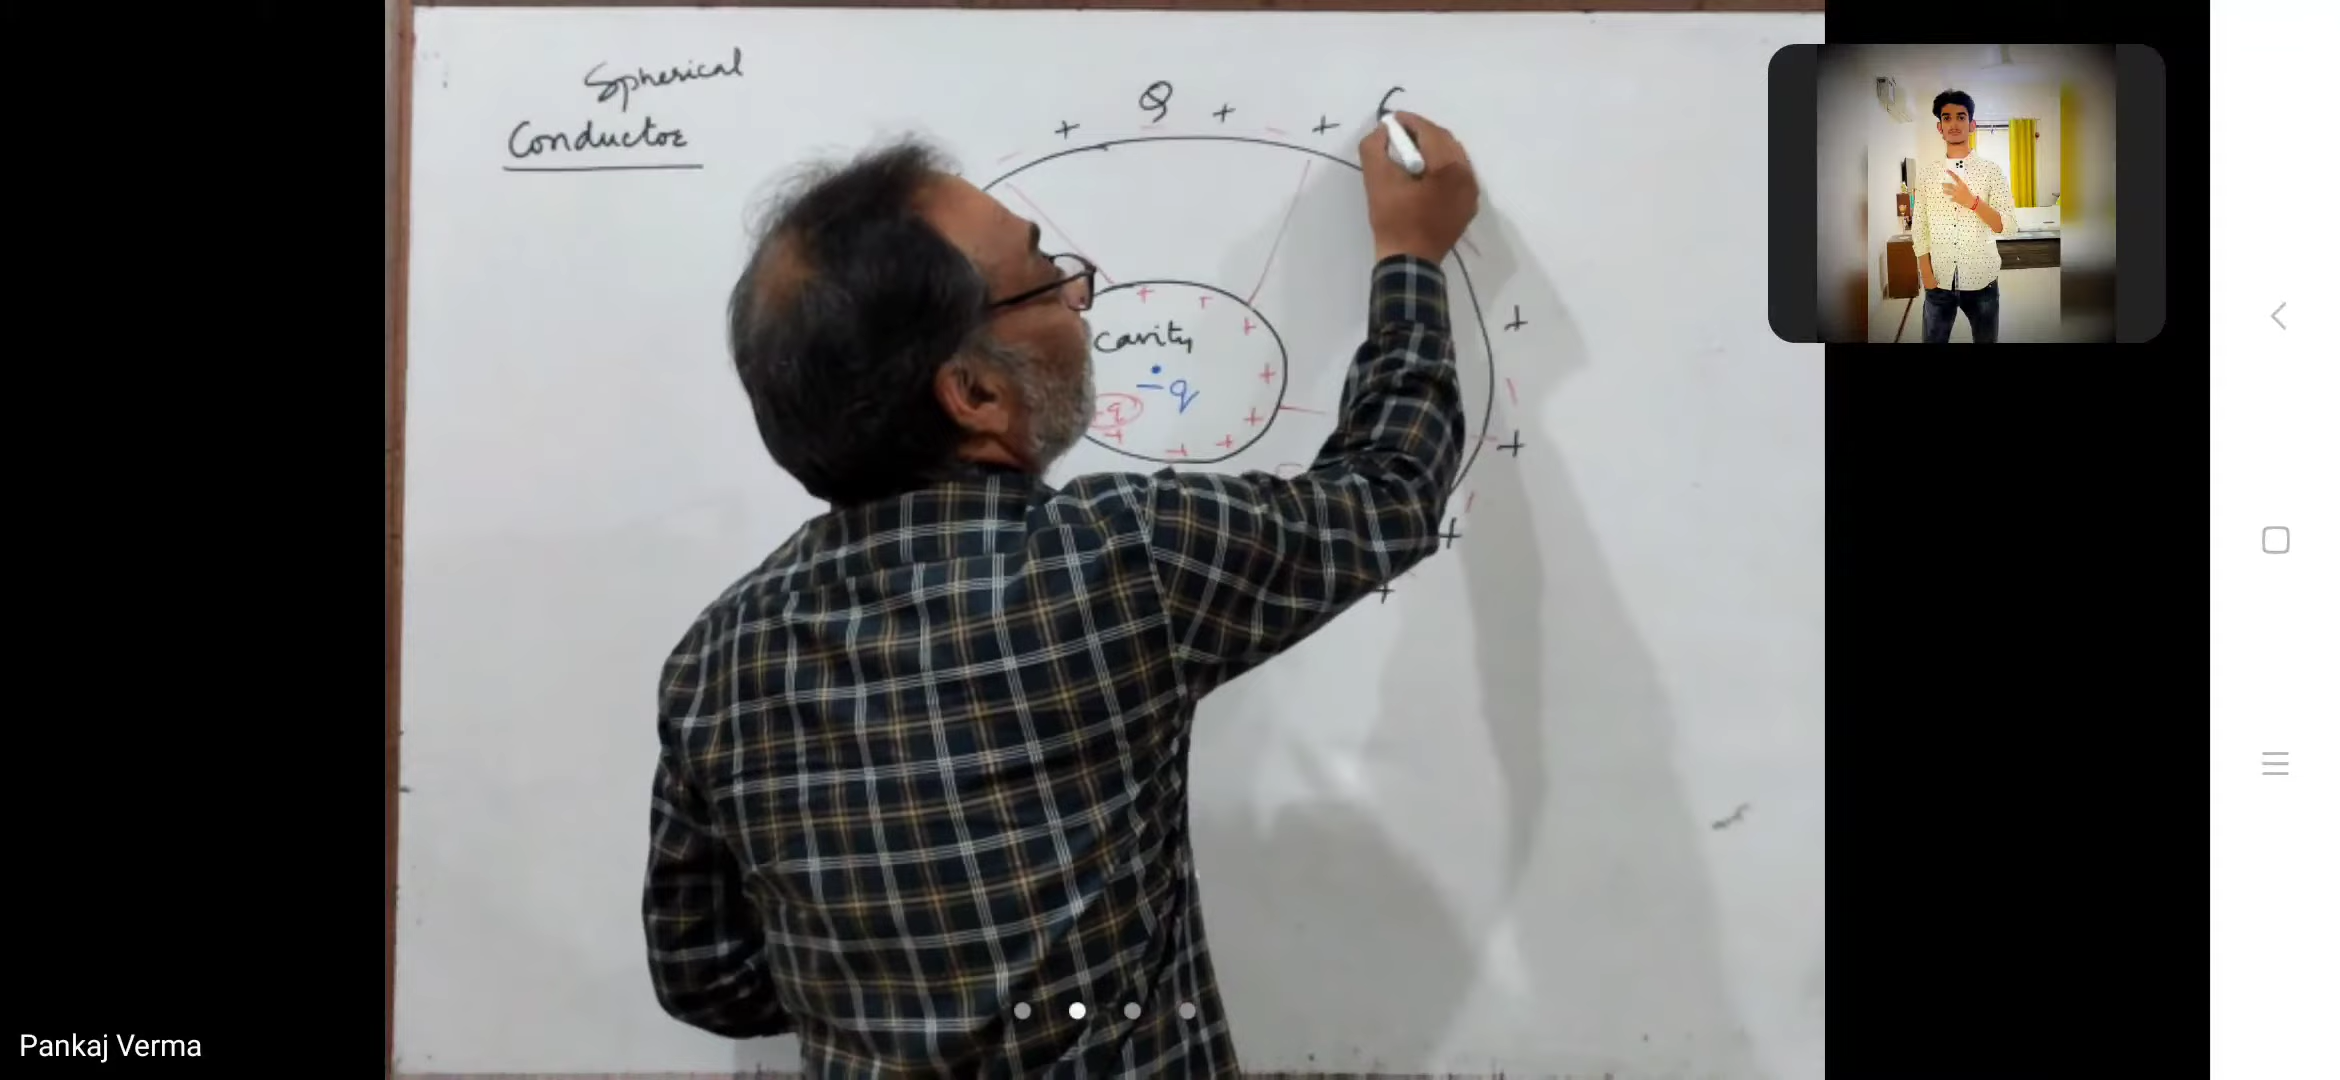 Spherical
Conductor
+ Q + +
+ + +
cavity
+
-q
+
q
+ + + +
+
+
+
+
Pankaj Verma